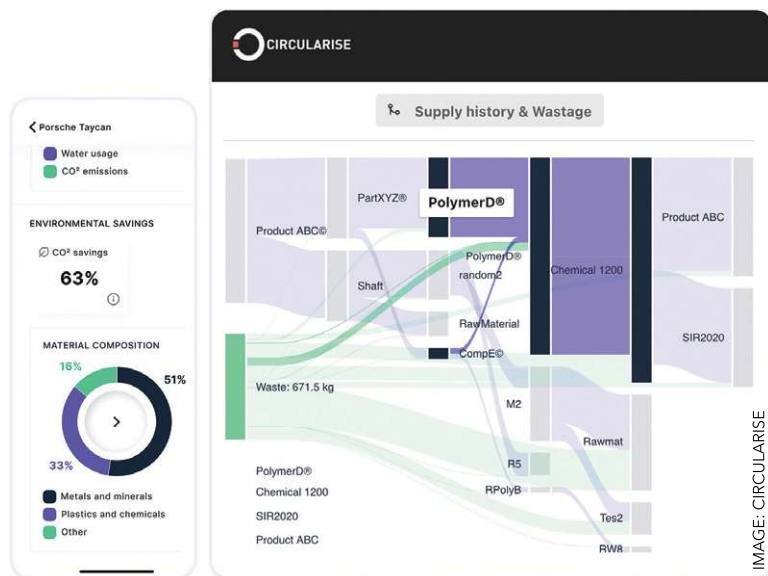 CIRCULARISE
Supply history & Wastage
Porsche Taycan
Water usage
CO² emissions
ENVIRONMENTAL SAVINGS
CO² savings
63%
MATERIAL COMPOSITION
16%
51%
33%
Metals and minerals
Plastics and chemicals
Other
Product ABC©
PartXYZ®
PolymerD®
Shaft
PolymerD®
random2
RawMaterial
CompE©
Chemical 1200
Product ABC
SIR2020
Waste: 671.5 kg
M2
Rawmat
R5
RPolyB
Tes2
RW8
PolymerD®
Chemical 1200
SIR2020
Product ABC
IMAGE: CIRCULARISE